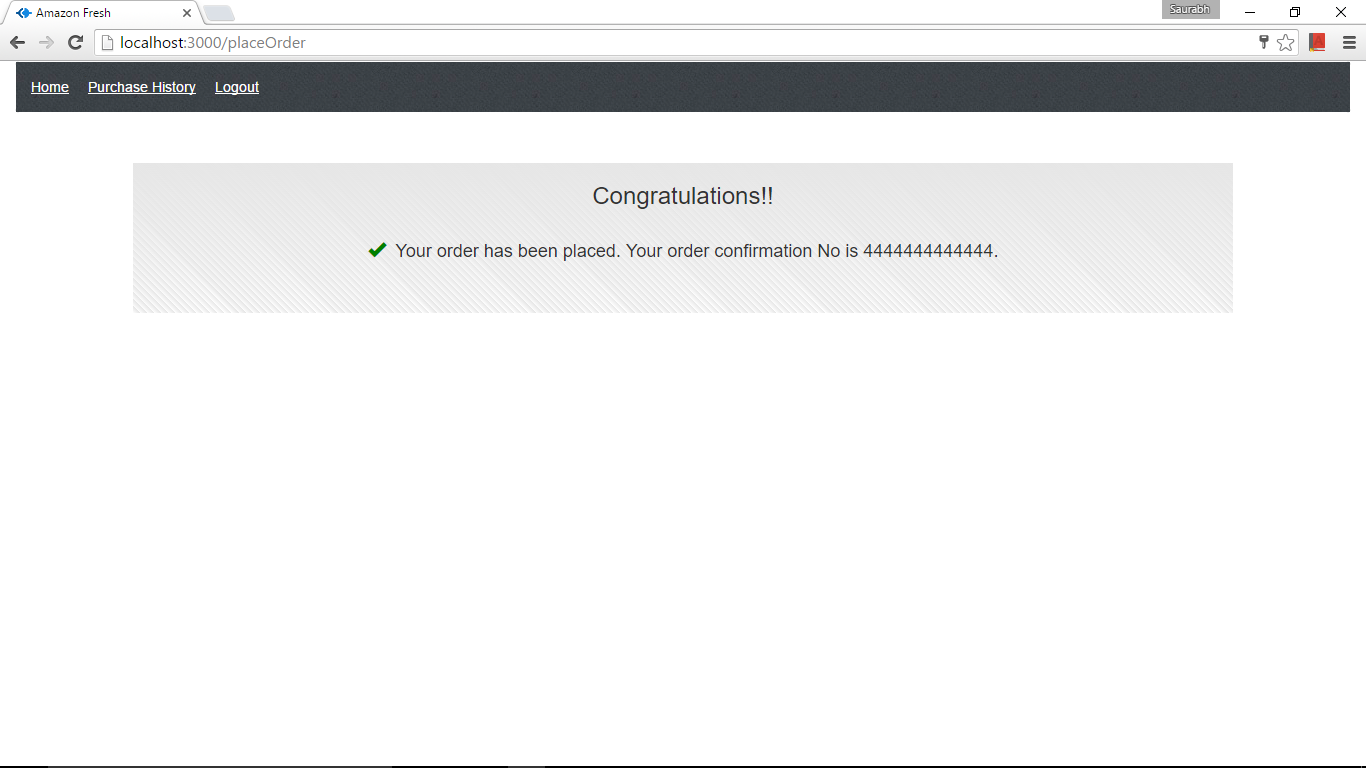 Amazon Fresh
Saurabh
localhost:3000/placeOrder
Home Purchase History Logout
Congratulations!!
Your order has been placed. Your order confirmation No is 4444444444444.